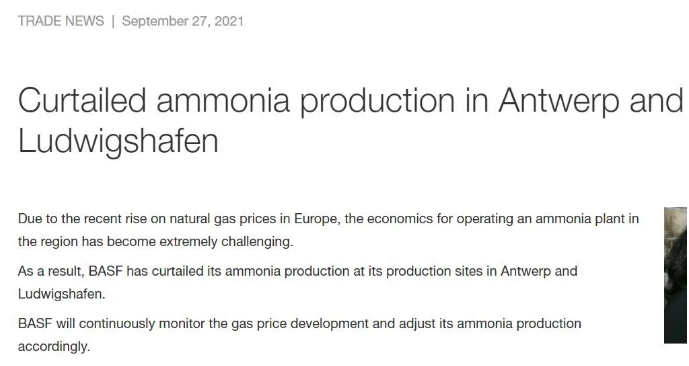 TRADE NEWS | September 27, 2021
Curtailed ammonia production in Antwerp and
Ludwigshafen
Due to the recent rise on natural gas prices in Europe, the economics for operating an ammonia plant in
the region has become extremely challenging.
As a result, BASF has curtailed its ammonia production at its production sites in Antwerp and
Ludwigshafen.
BASF will continuously monitor the gas price development and adjust its ammonia production
accordingly.